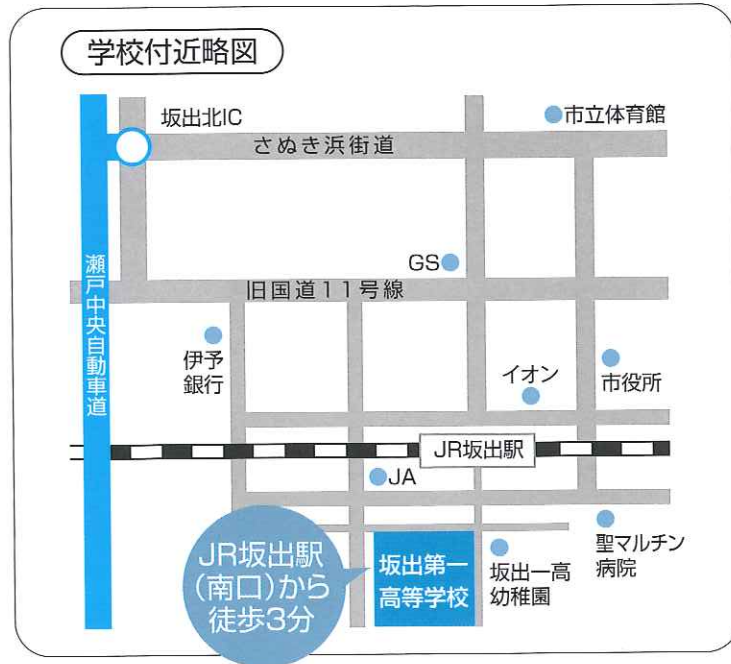 学校付近略図
坂出北IC
市立体育館
さぬき浜街道
GS
瀬戸中央自動車道
旧国道11号線
伊予
銀行
イオン
市役所
JR坂出駅
JA
JR坂出駅
(南口)から
徒歩3分
坂出第一
高等学校
坂出一高
幼稚園
聖マルチン
病院